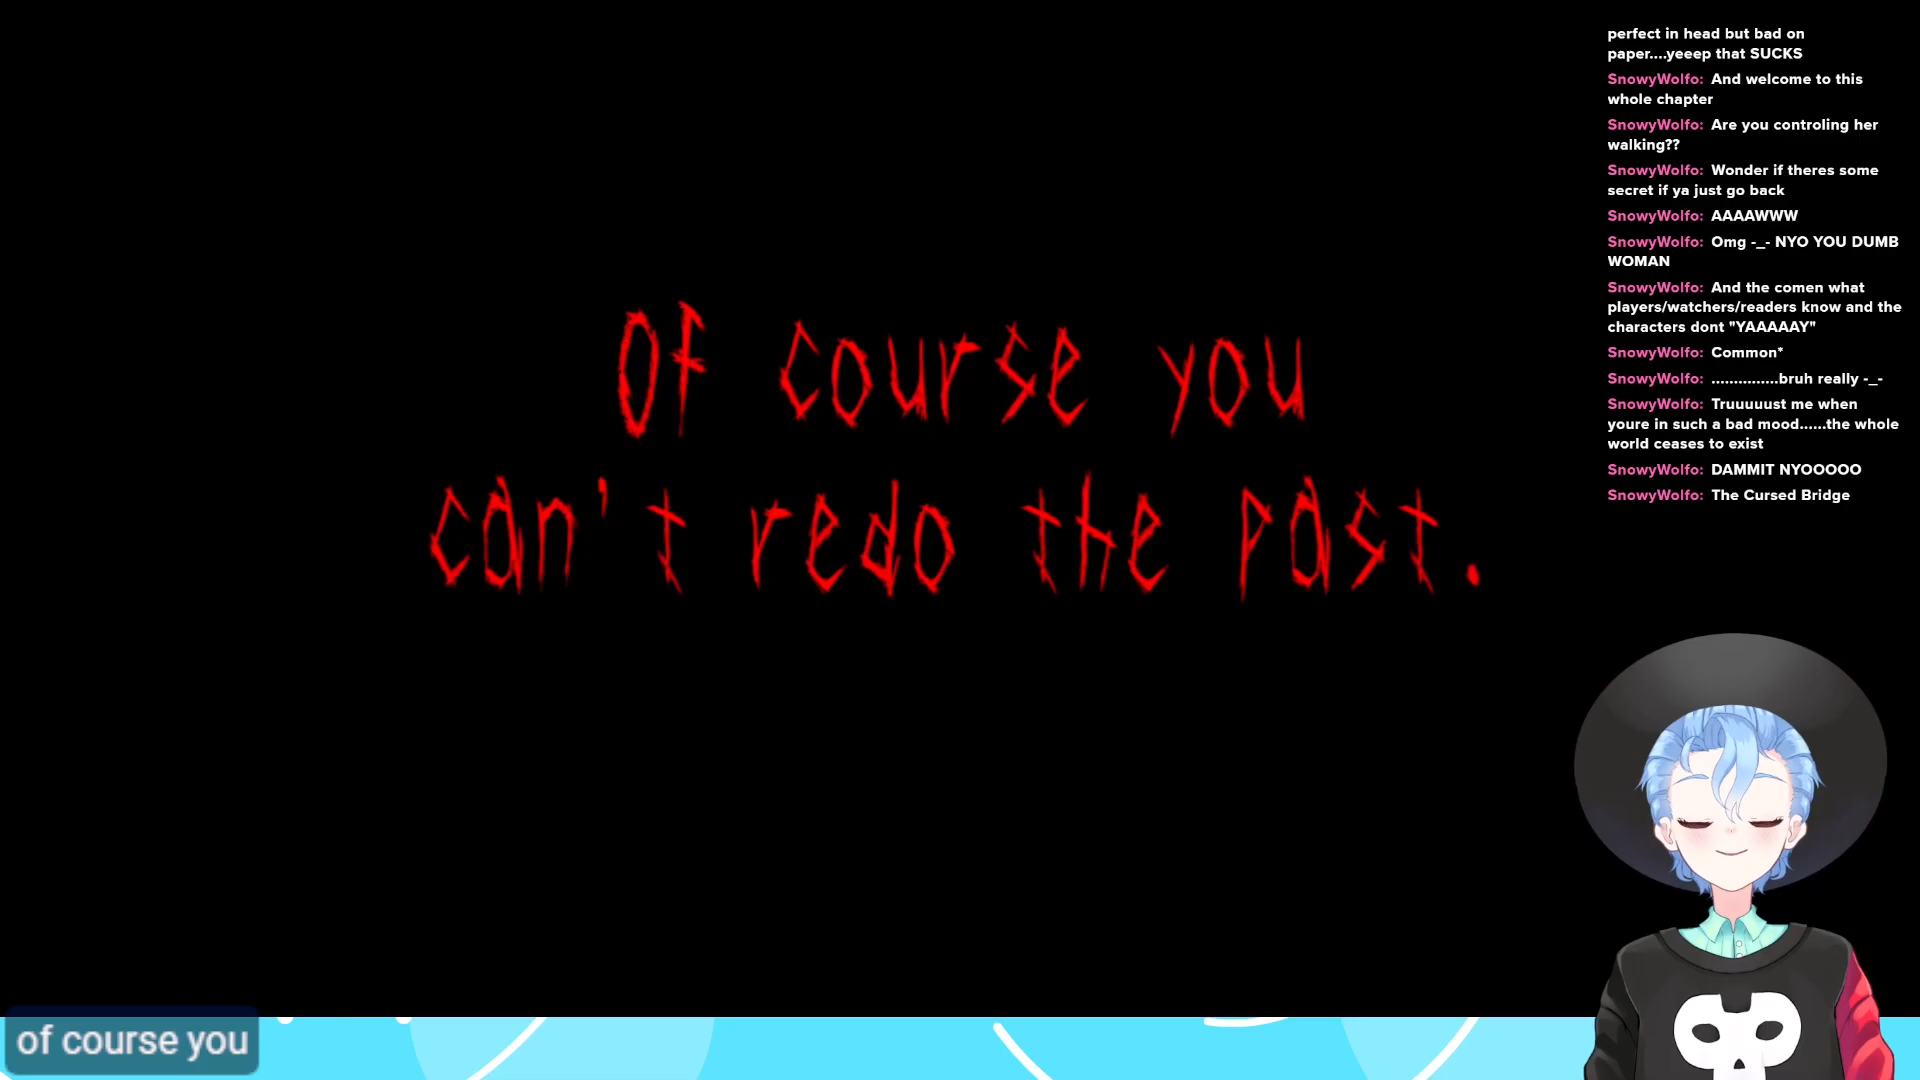 Of course you
can't redo the past.
perfect in head but bad on
paper....yeeep that SUCKS
SnowyWolfo: And welcome to this
whole chapter
SnowyWolfo: Are you controling her
walking??
SnowyWolfo: Wonder if theres some
secret if ya just go back
SnowyWolfo: AAAAWWW
SnowyWolfo: Omg -_- NYO YOU DUMB
WOMAN
SnowyWolfo: And the comen what
players/watchers/readers know and the
characters dont "YAAAAAY"
SnowyWolfo: Common*
SnowyWolfo: ...............bruh really -_-
SnowyWolfo: Truuuuust me when
youre in such a bad mood......the whole
world ceases to exist
SnowyWolfo: DAMMIT NYOOOOO
SnowyWolfo: The Cursed Bridge
of course you